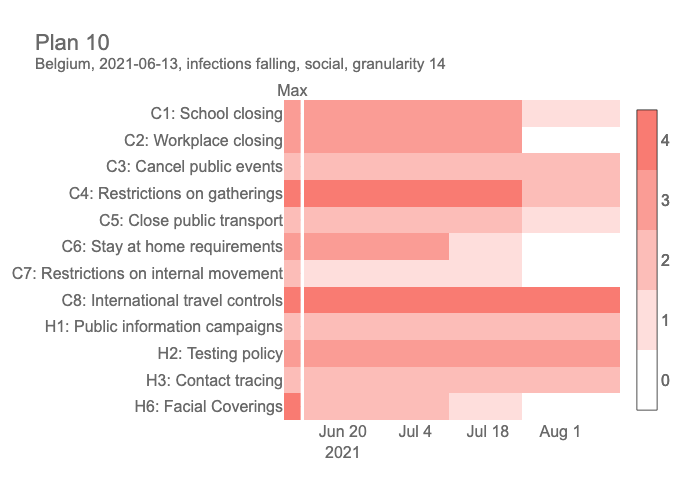 Plan 10
Belgium, 2021-06-13, infections falling, social, granularity 14
Max
C1: School closing
C2: Workplace closing
C3: Cancel public events
C4: Restrictions on gatherings
C5: Close public transport
C6: Stay at home requirements
C7: Restrictions on internal movement
C8: International travel controls
H1: Public information campaigns
H2: Testing policy
H3: Contact tracing
H6: Facial Coverings
4
3
2
1
0
Jun 20 Jul 4 Jul 18 Aug 1
2021